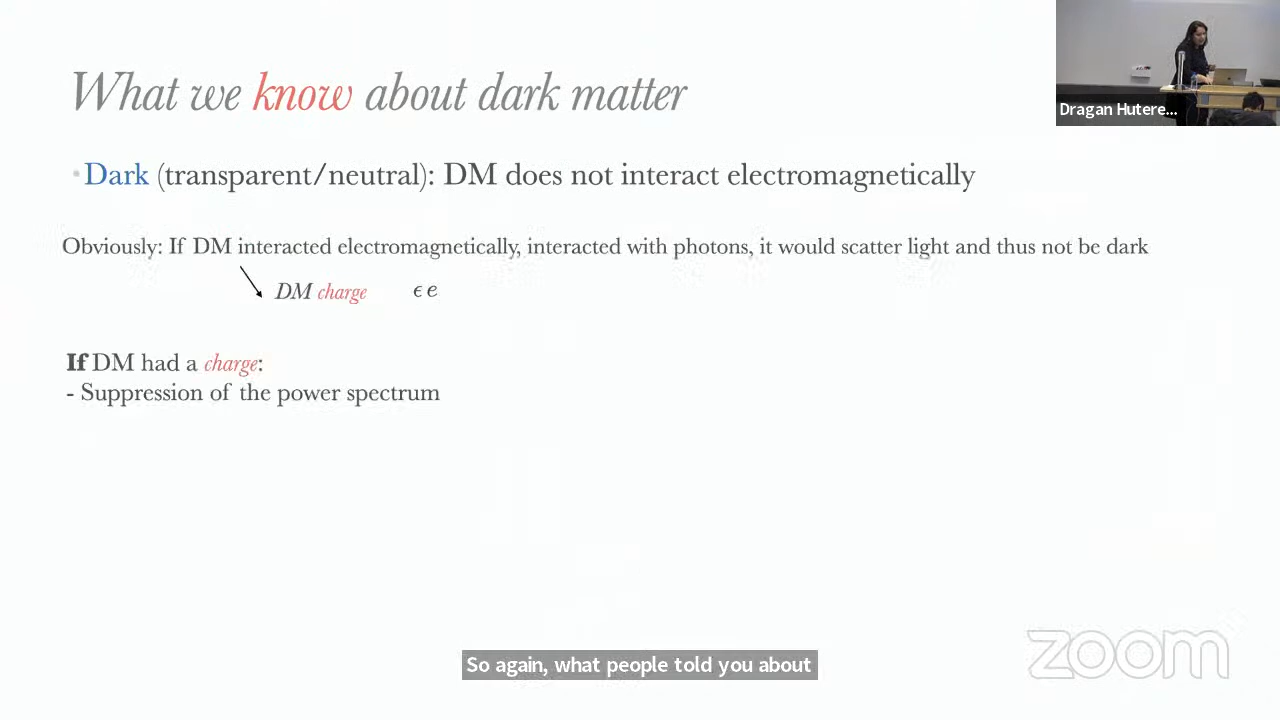 What we know about dark matter
Dragan Hutere...
•Dark (transparent/neutral): DM does not interact electromagnetically
Obviously: If DM interacted electromagnetically, interacted with photons, it would scatter light and thus not be dark
DM charge ϵ e
If DM had a charge:
- Suppression of the power spectrum
zoom
So again, what people told you about